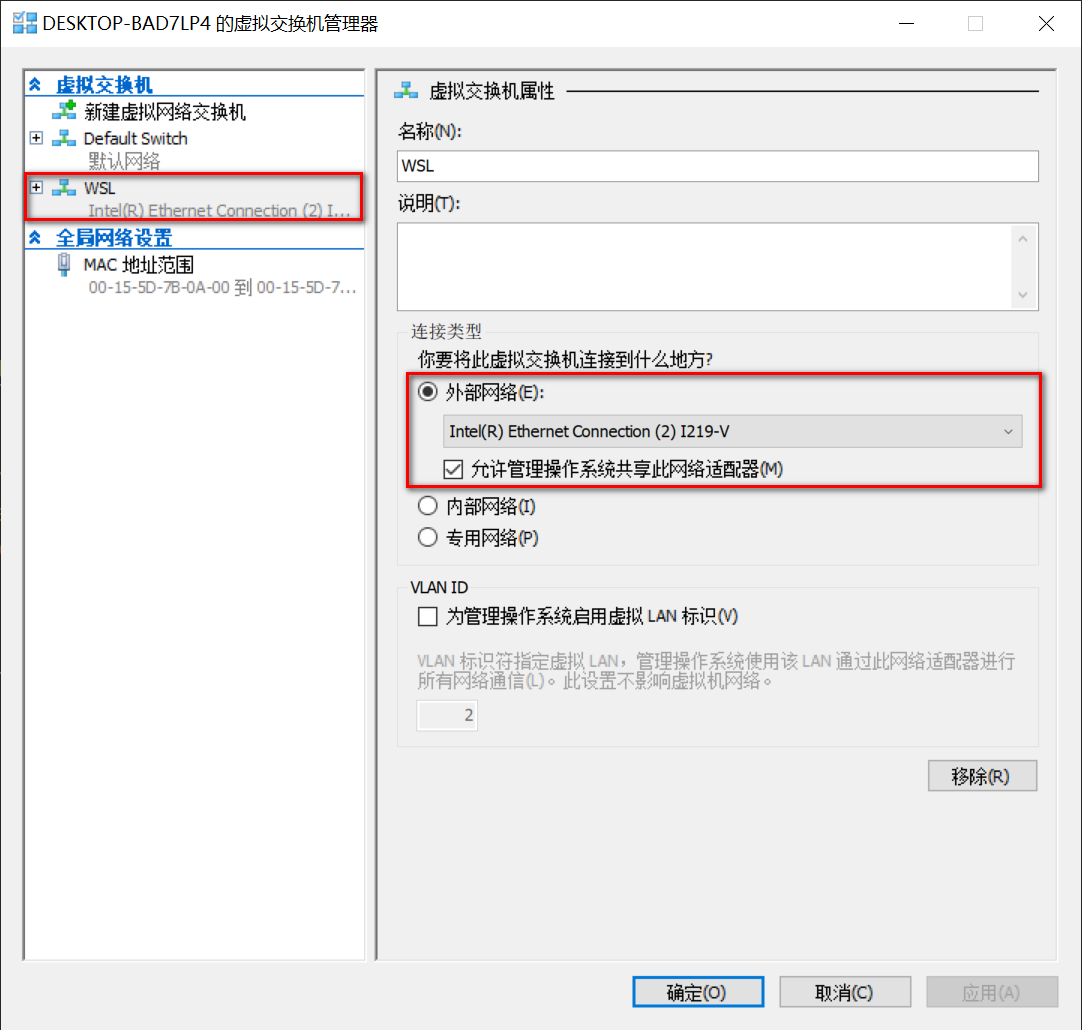 DESKTOP-BAD7LP4 的虚拟交换机管理器
虚拟交换机
新建虚拟网络交换机
Default Switch
默认网络
WSL
Intel(R) Ethernet Connection (2) I...
全局网络设置
MAC 地址范围
00-15-5D-7B-0A-00 到 00-15-5D-7...
虚拟交换机属性
名称(N):
WSL
说明(T):
连接类型
你要将此虚拟交换机连接到什么地方?
外部网络(E):
Intel(R) Ethernet Connection (2) I219-V
允许管理操作系统共享此网络适配器(M)
内部网络(I)
专用网络(P)
VLAN ID
为管理操作系统启用虚拟 LAN 标识(V)
VLAN 标识符指定虚拟 LAN，管理操作系统使用该 LAN 通过此网络适配器进行
所有网络通信(L)。此设置不影响虚拟机网络。
2
移除(R)
确定(O)
取消(C)
应用(A)